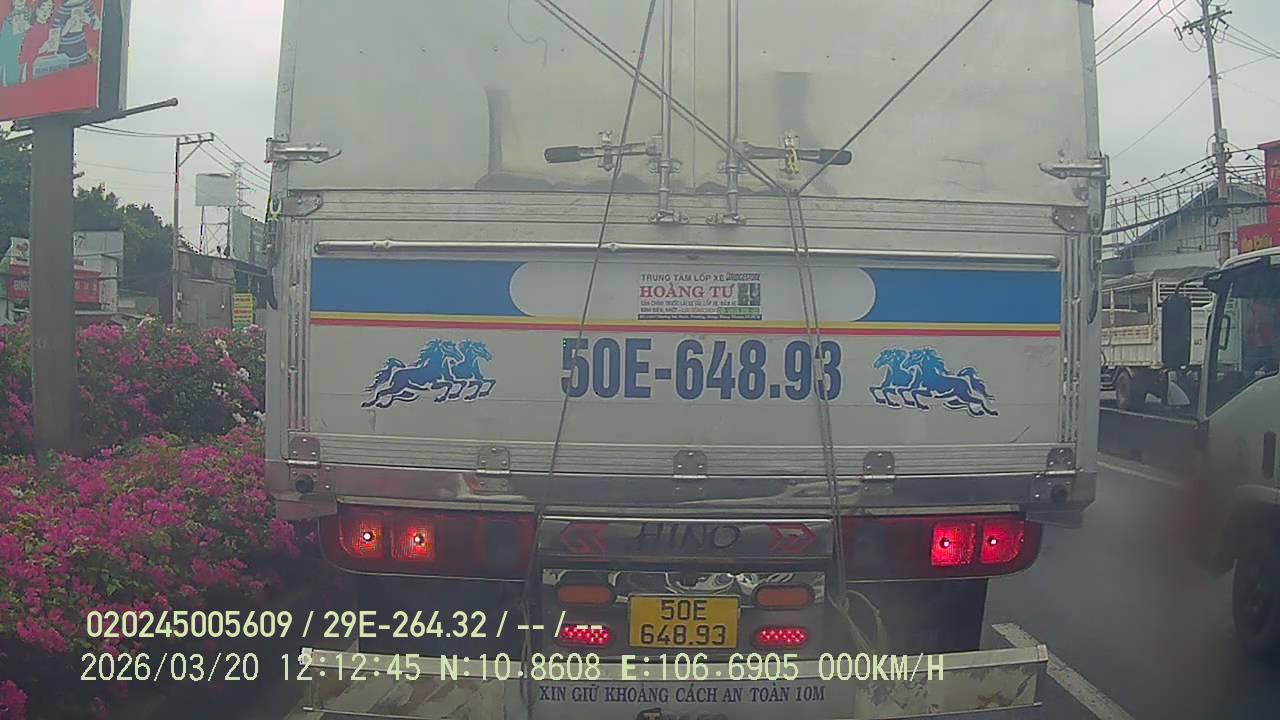 TRUNG TÂM LỐP XE BRIDGESTONE
HOÀNG TƯ
50E-648.93
HINO
50E
648.93
020245005609 / 29E-264.32 / -- / --
2026/03/20 12:12:45 N:10.8608 E:106.6905 000KM/H
XIN GIỮ KHOẢNG CÁCH AN TOÀN 10M